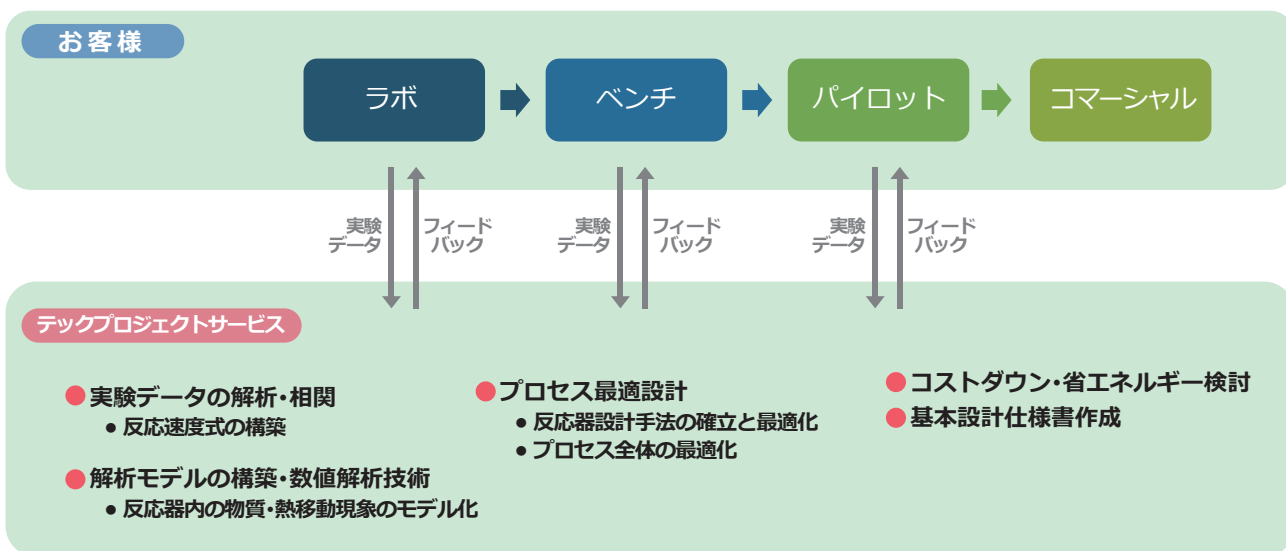 お客様
ラボ
ベンチ
パイロット
コマーシャル
実験
データ
フィード
バック
実験
データ
フィード
バック
実験
データ
フィード
バック
テックプロジェクトサービス
●実験データの解析・相関
●反応速度式の構築
●解析モデルの構築・数値解析技術
●反応器内の物質・熱移動現象のモデル化
●プロセス最適設計
●反応器設計手法の確立と最適化
●プロセス全体の最適化
●コストダウン・省エネルギー検討
●基本設計仕様書作成